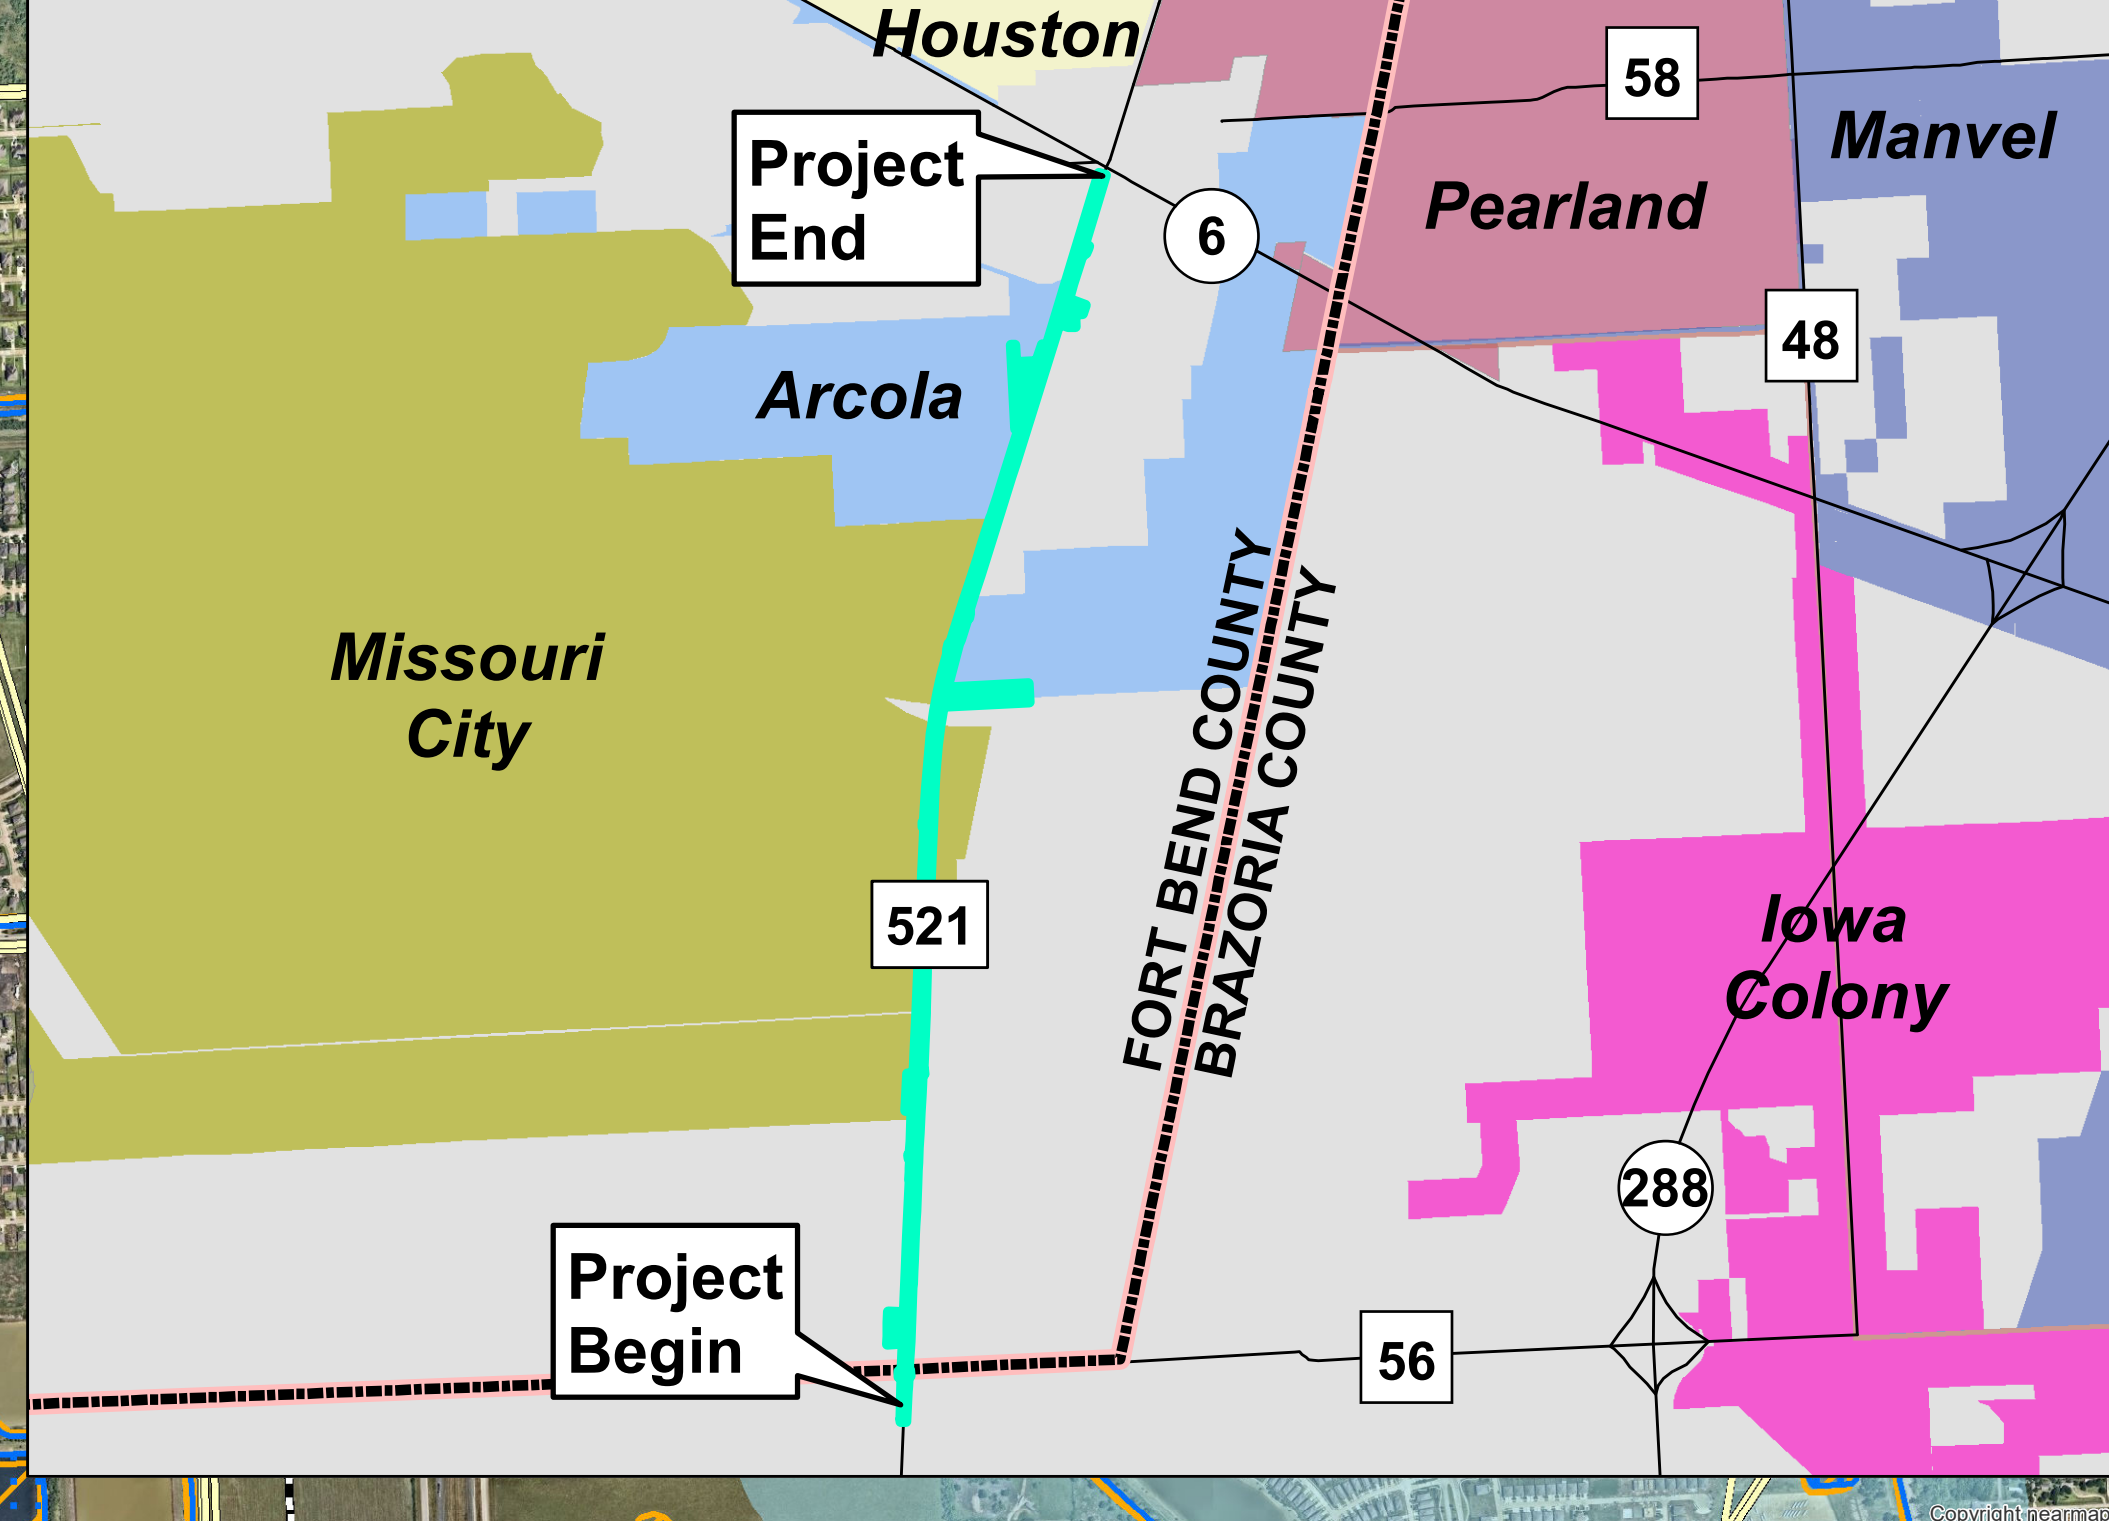 Houston
58
Manvel
Project
End
Pearland
6
48
Arcola
Missouri
City
FORT BEND COUNTY
BRAZORIA COUNTY
521
Iowa
Colony
288
Project
Begin
56
Copyright nearmap